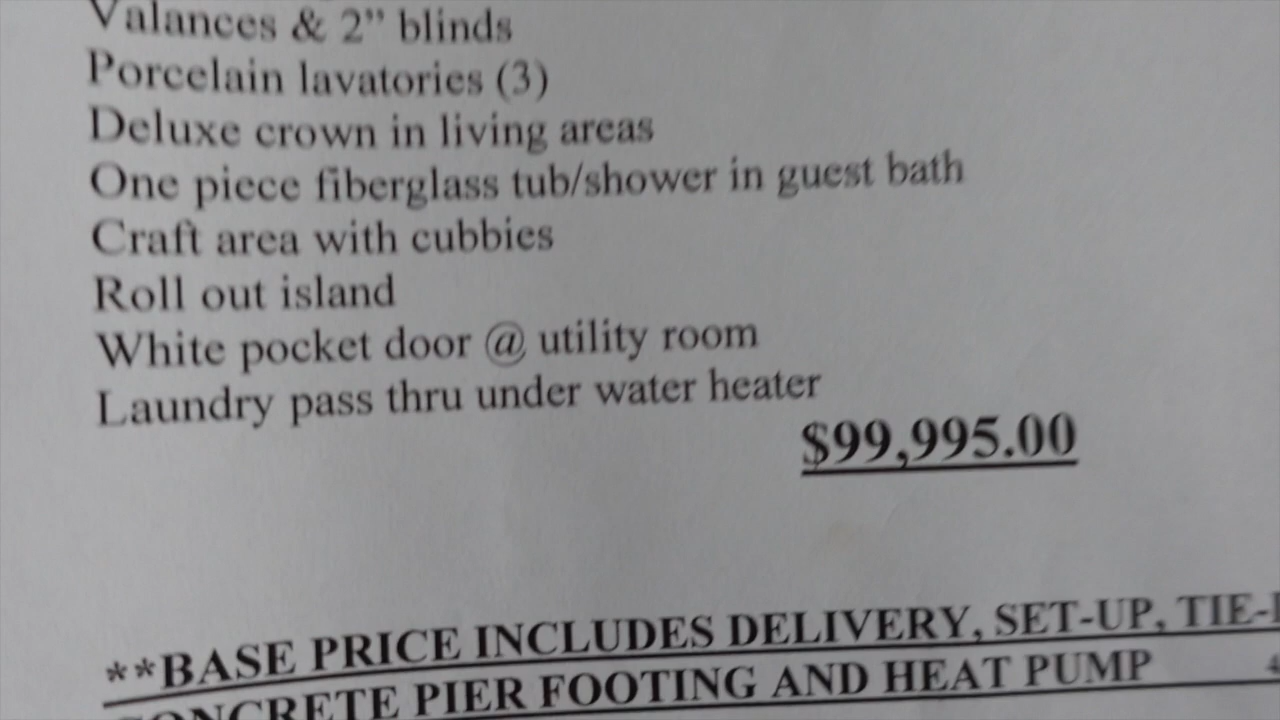 Valances & 2” blinds
Porcelain lavatories (3)
Deluxe crown in living areas
One piece fiberglass tub/shower in guest bath
Craft area with cubbies
Roll out island
White pocket door @ utility room
Laundry pass thru under water heater
$99,995.00
**BASE PRICE INCLUDES DELIVERY, SET-UP, TIE-
CONCRETE PIER FOOTING AND HEAT PUMP